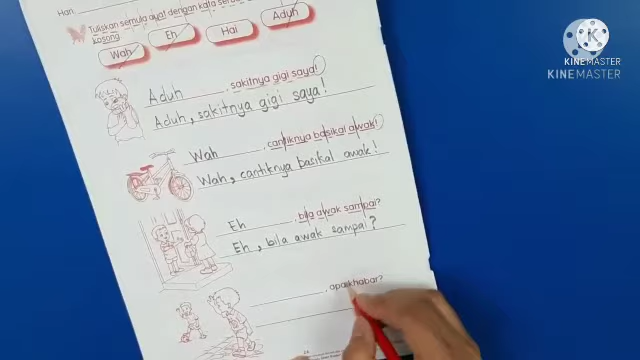 Hari
Tuliskan semula ayat dengan kata
kosong.
Wah
Eh
Hai
Aduh
Aduh, sakitnya gigi saya!
Aduh, sakitnya gigi saya!
Wah, cantiknya basikal awak!
Wah, cantiknya basikal awak!
Eh, bila awak sampai?
Eh, bila awak sampai?
, apa khabar?
K
KINEMASTER
KINEMASTER